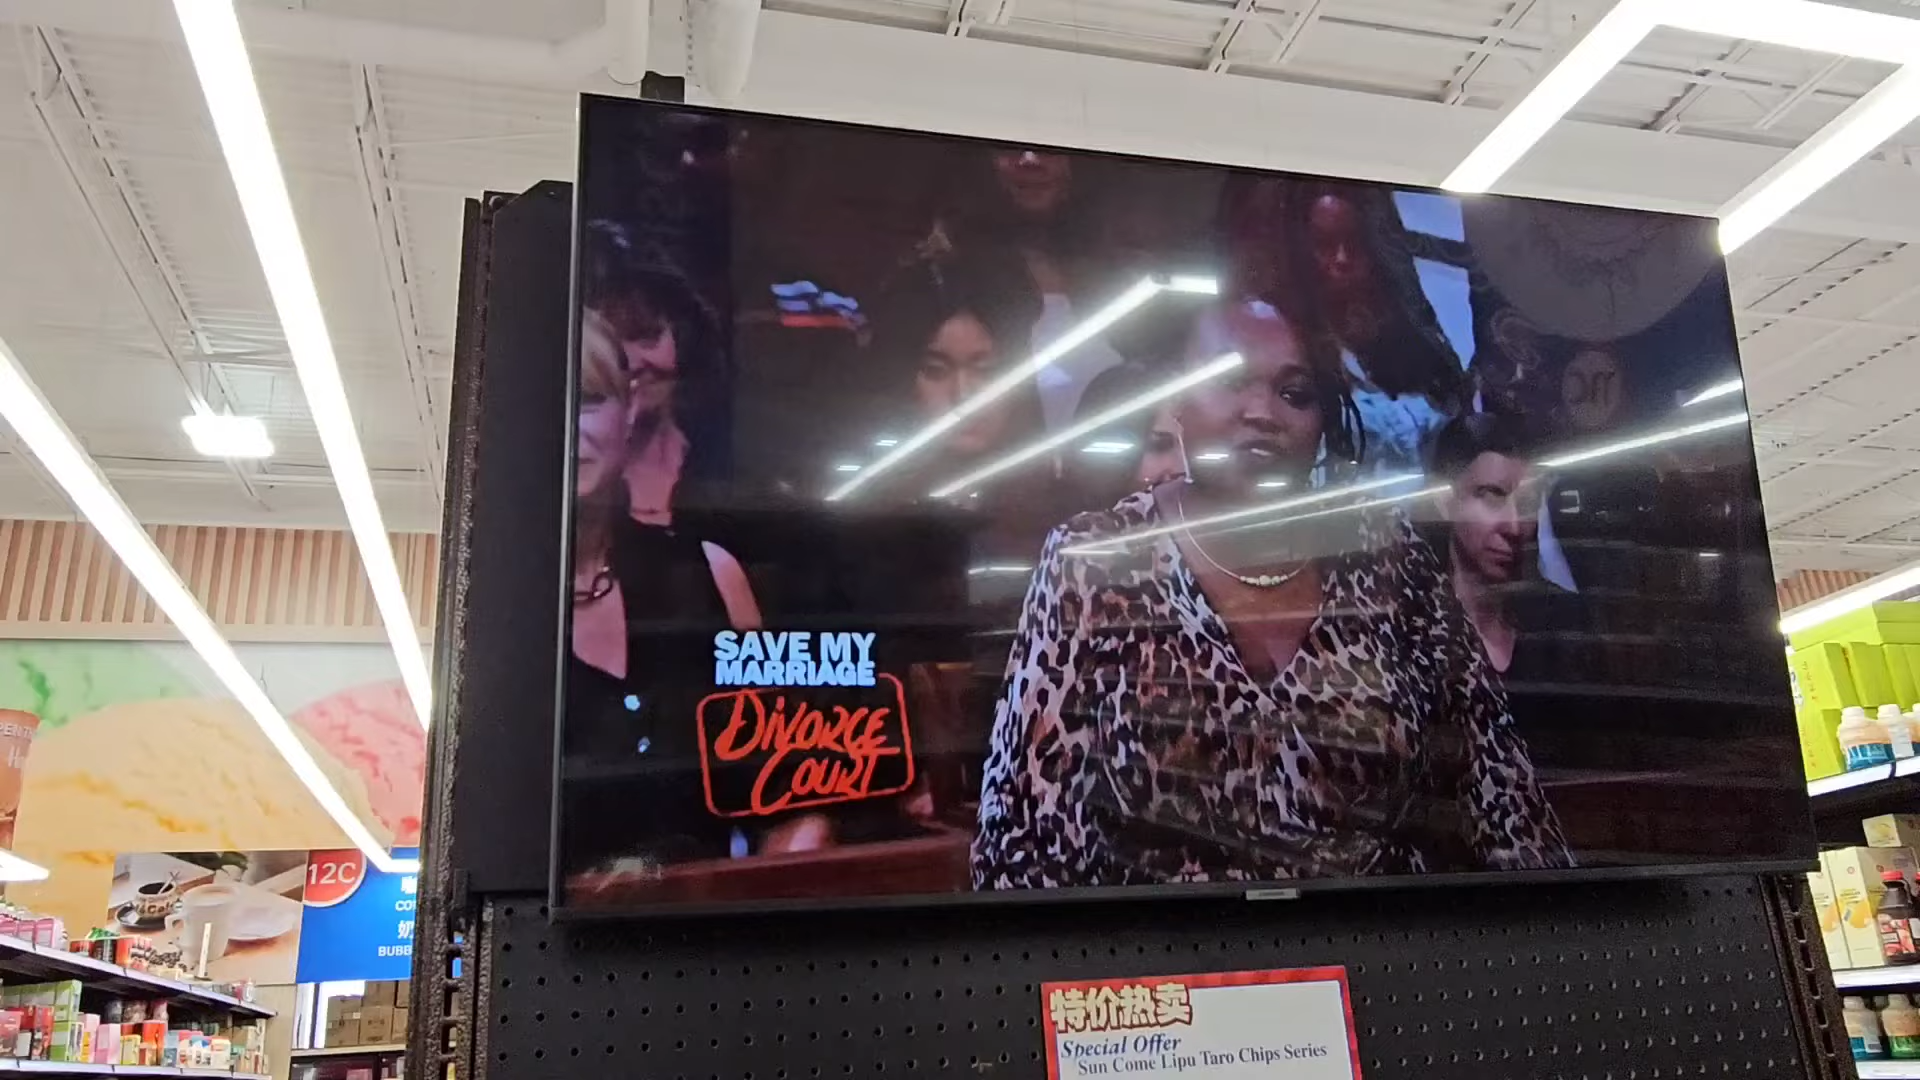 SAVE MY
MARRIAGE
DIVORCE
COURT
12C
特价热卖
Special Offer
Sun Come Lipu Taro Chips Series